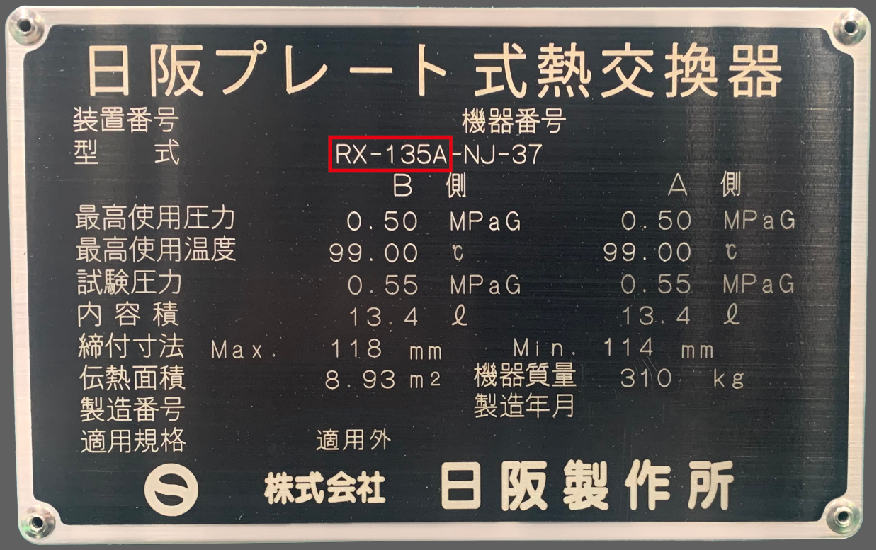 日阪プレート式熱交換器
装置番号 機器番号
型 式 RX-135A-NJ-37
B 側 A 側
最高使用圧力 0.50 MPaG 0.50 MPaG
最高使用温度 99.00 ℃ 99.00 ℃
試験圧力 0.55 MPaG 0.55 MPaG
内容積 13.4 ℓ 13.4 ℓ
締付寸法 Max. 118 mm Min. 114 mm
伝熱面積 8.93 m2 機器質量 310 kg
製造番号 製造年月
適用規格 適用外
株式会社 日阪製作所